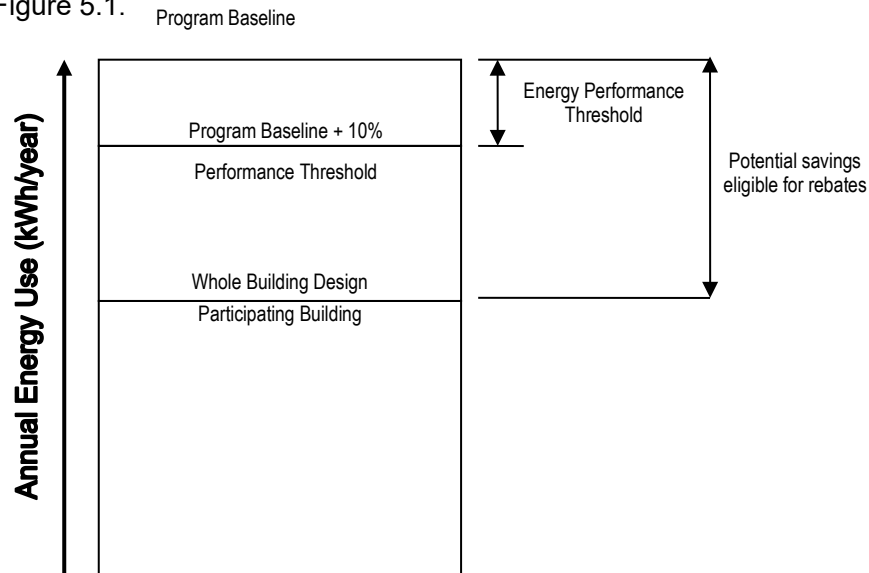 Figure 5.1.
Program Baseline
Energy Performance
Threshold
Program Baseline + 10%
Performance Threshold
Potential savings
eligible for rebates
Whole Building Design
Participating Building
Annual Energy Use (kWh/year)